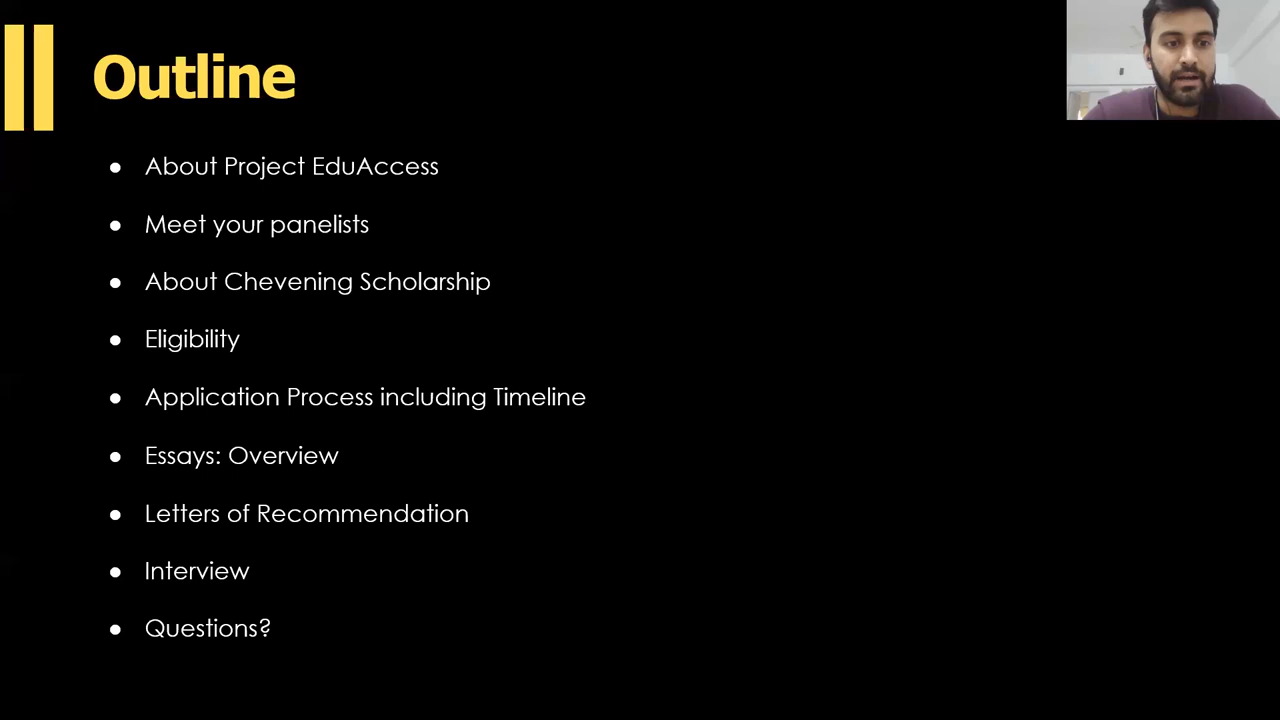 Outline
● About Project EduAccess
● Meet your panelists
● About Chevening Scholarship
● Eligibility
● Application Process including Timeline
● Essays: Overview
● Letters of Recommendation
● Interview
● Questions?